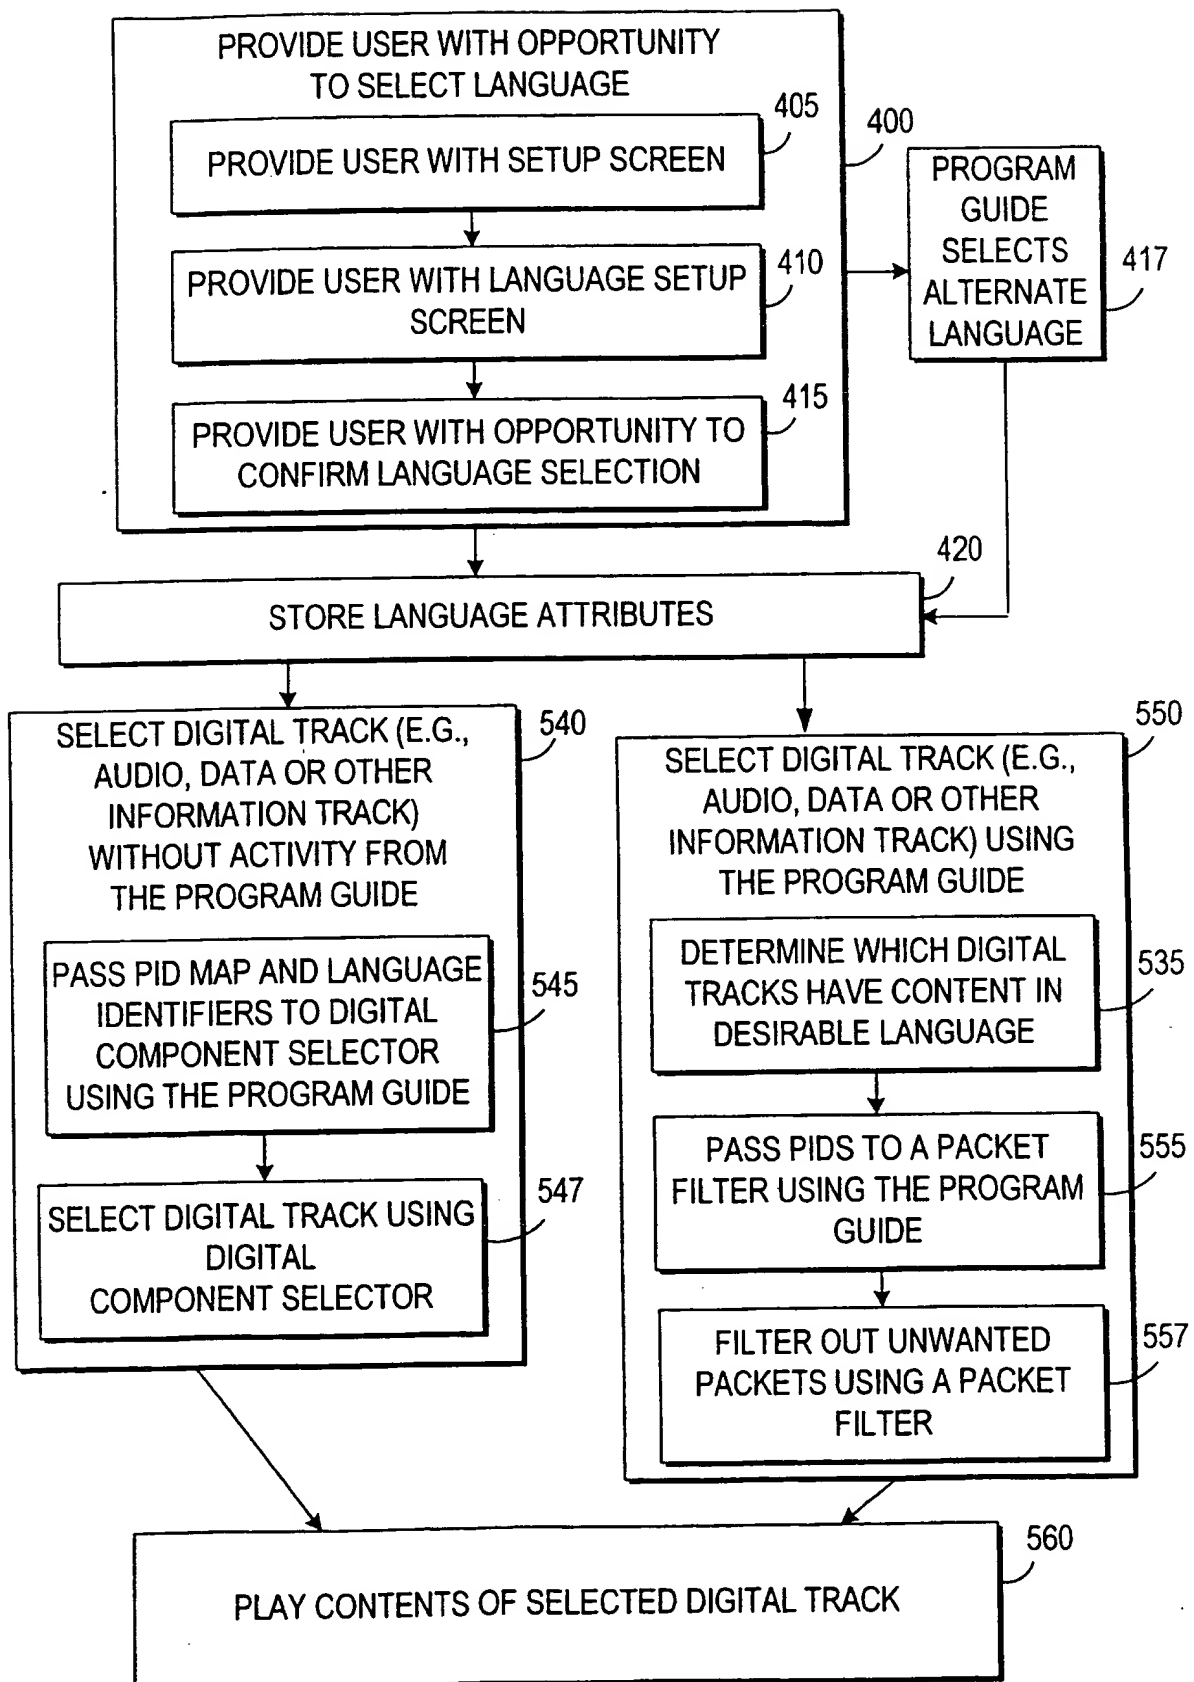 PROVIDE USER WITH OPPORTUNITY
TO SELECT LANGUAGE
405
PROVIDE USER WITH SETUP SCREEN
400
PROVIDE USER WITH LANGUAGE SETUP
SCREEN
410
PROVIDE USER WITH OPPORTUNITY TO
CONFIRM LANGUAGE SELECTION
415
PROGRAM
GUIDE
SELECTS
ALTERNATE
LANGUAGE
417
420
STORE LANGUAGE ATTRIBUTES
SELECT DIGITAL TRACK (E.G.,
AUDIO, DATA OR OTHER
INFORMATION TRACK)
WITHOUT ACTIVITY FROM
THE PROGRAM GUIDE
540
PASS PID MAP AND LANGUAGE
IDENTIFIERS TO DIGITAL
COMPONENT SELECTOR
USING THE PROGRAM GUIDE
545
SELECT DIGITAL TRACK USING
DIGITAL
COMPONENT SELECTOR
547
SELECT DIGITAL TRACK (E.G.,
AUDIO, DATA OR OTHER
INFORMATION TRACK) USING
THE PROGRAM GUIDE
550
DETERMINE WHICH DIGITAL
TRACKS HAVE CONTENT IN
DESIRABLE LANGUAGE
535
PASS PIDS TO A PACKET
FILTER USING THE PROGRAM
GUIDE
555
FILTER OUT UNWANTED
PACKETS USING A PACKET
FILTER
557
560
PLAY CONTENTS OF SELECTED DIGITAL TRACK